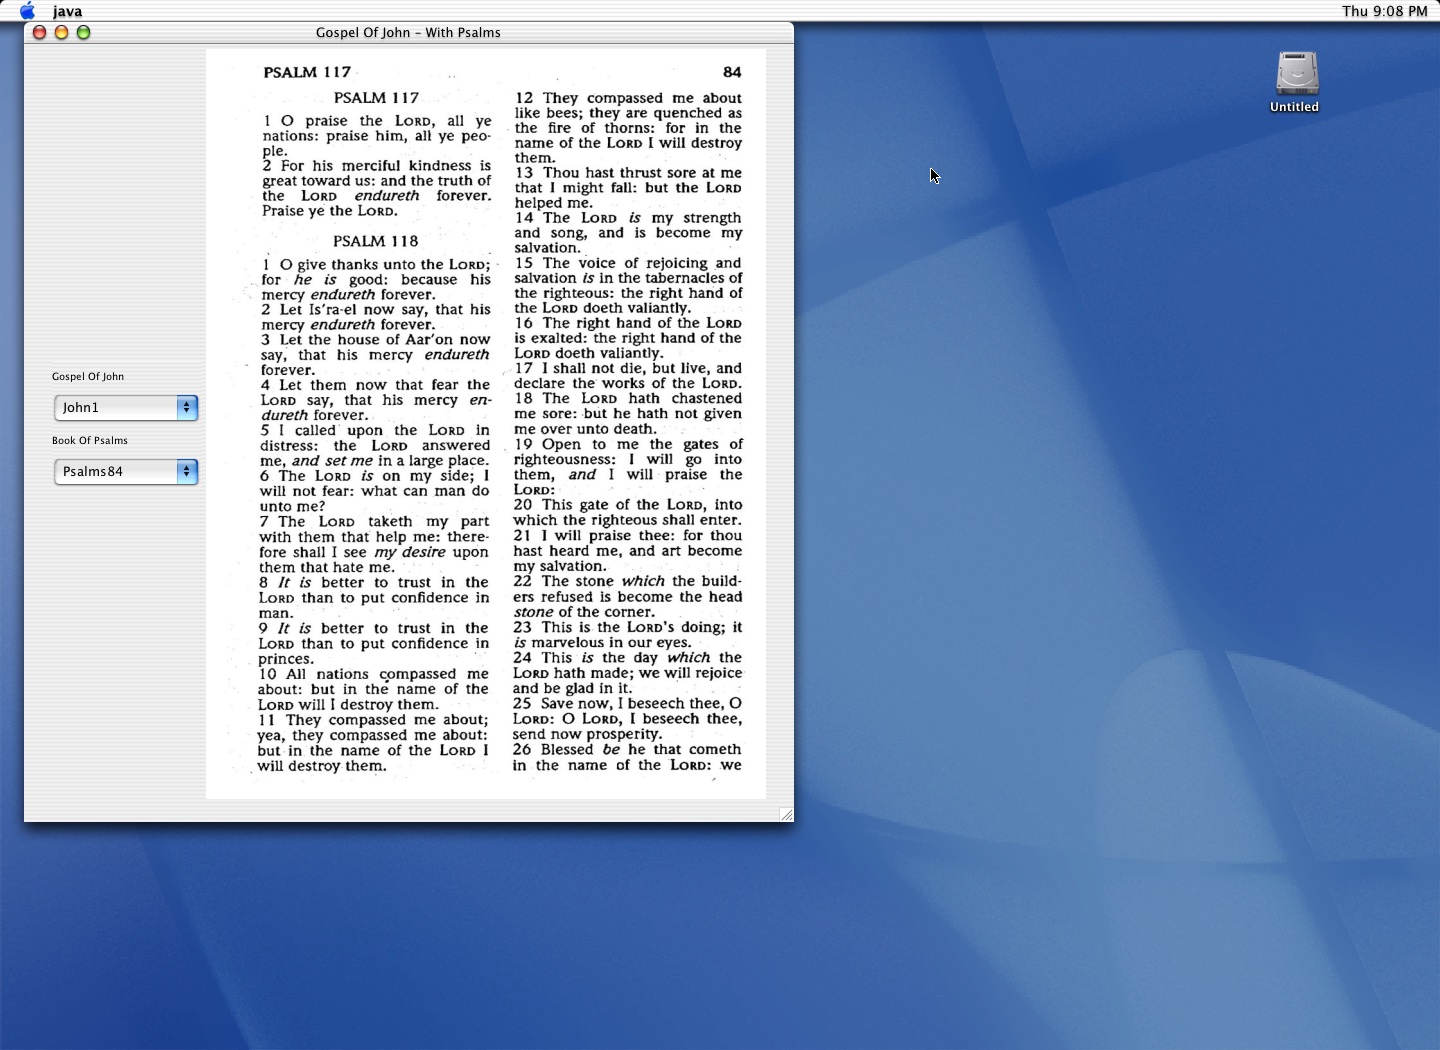 java
Thu 9:08 PM
Gospel Of John - With Psalms
Untitled
Gospel Of John
John1
Book Of Psalms
Psalms84
PSALM 117
84
PSALM 117
1 O praise the LORD, all ye
nations: praise him, all ye peo-
ple.
2 For his merciful kindness is
great toward us: and the truth of
the LORD endureth forever.
Praise ye the LORD.
PSALM 118
1 O give thanks unto the LORD;
for he is good: because his
mercy endureth forever.
2 Let Is'ra-el now say, that his
mercy endureth forever.
3 Let the house of Aar'on now
say, that his mercy endureth
forever.
4 Let them now that fear the
LORD say, that his mercy en-
dureth forever.
5 I called upon the LORD in
distress: the LORD answered
me, and set me in a large place.
6 The LORD is on my side; I
will not fear: what can man do
unto me?
7 The LORD taketh my part
with them that help me: there-
fore shall I see my desire upon
them that hate me.
8 It is better to trust in the
LORD than to put confidence in
man.
9 It is better to trust in the
LORD than to put confidence in
princes.
10 All nations compassed me
about: but in the name of the
LORD will I destroy them.
11 They compassed me about;
yea, they compassed me about:
but in the name of the LORD I
will destroy them.
12 They compassed me about
like bees; they are quenched as
the fire of thorns: for in the
name of the LORD I will destroy
them.
13 Thou hast thrust sore at me
that I might fall: but the LORD
helped me.
14 The LORD is my strength
and song, and is become my
salvation.
15 The voice of rejoicing and
salvation is in the tabernacles of
the righteous: the right hand of
the LORD doeth valiantly.
16 The right hand of the LORD
is exalted: the right hand of the
LORD doeth valiantly.
17 I shall not die, but live, and
declare the works of the LORD.
18 The LORD hath chastened
me sore: but he hath not given
me over unto death.
19 Open to me the gates of
righteousness: I will go into
them, and I will praise the
LORD:
20 This gate of the LORD, into
which the righteous shall enter.
21 I will praise thee: for thou
hast heard me, and art become
my salvation.
22 The stone which the build-
ers refused is become the head
stone of the corner.
23 This is the LORD's doing; it
is marvelous in our eyes.
24 This is the day which the
LORD hath made; we will rejoice
and be glad in it.
25 Save now, I beseech thee, O
LORD: O LORD, I beseech thee,
send now prosperity.
26 Blessed be he that cometh
in the name of the LORD: we